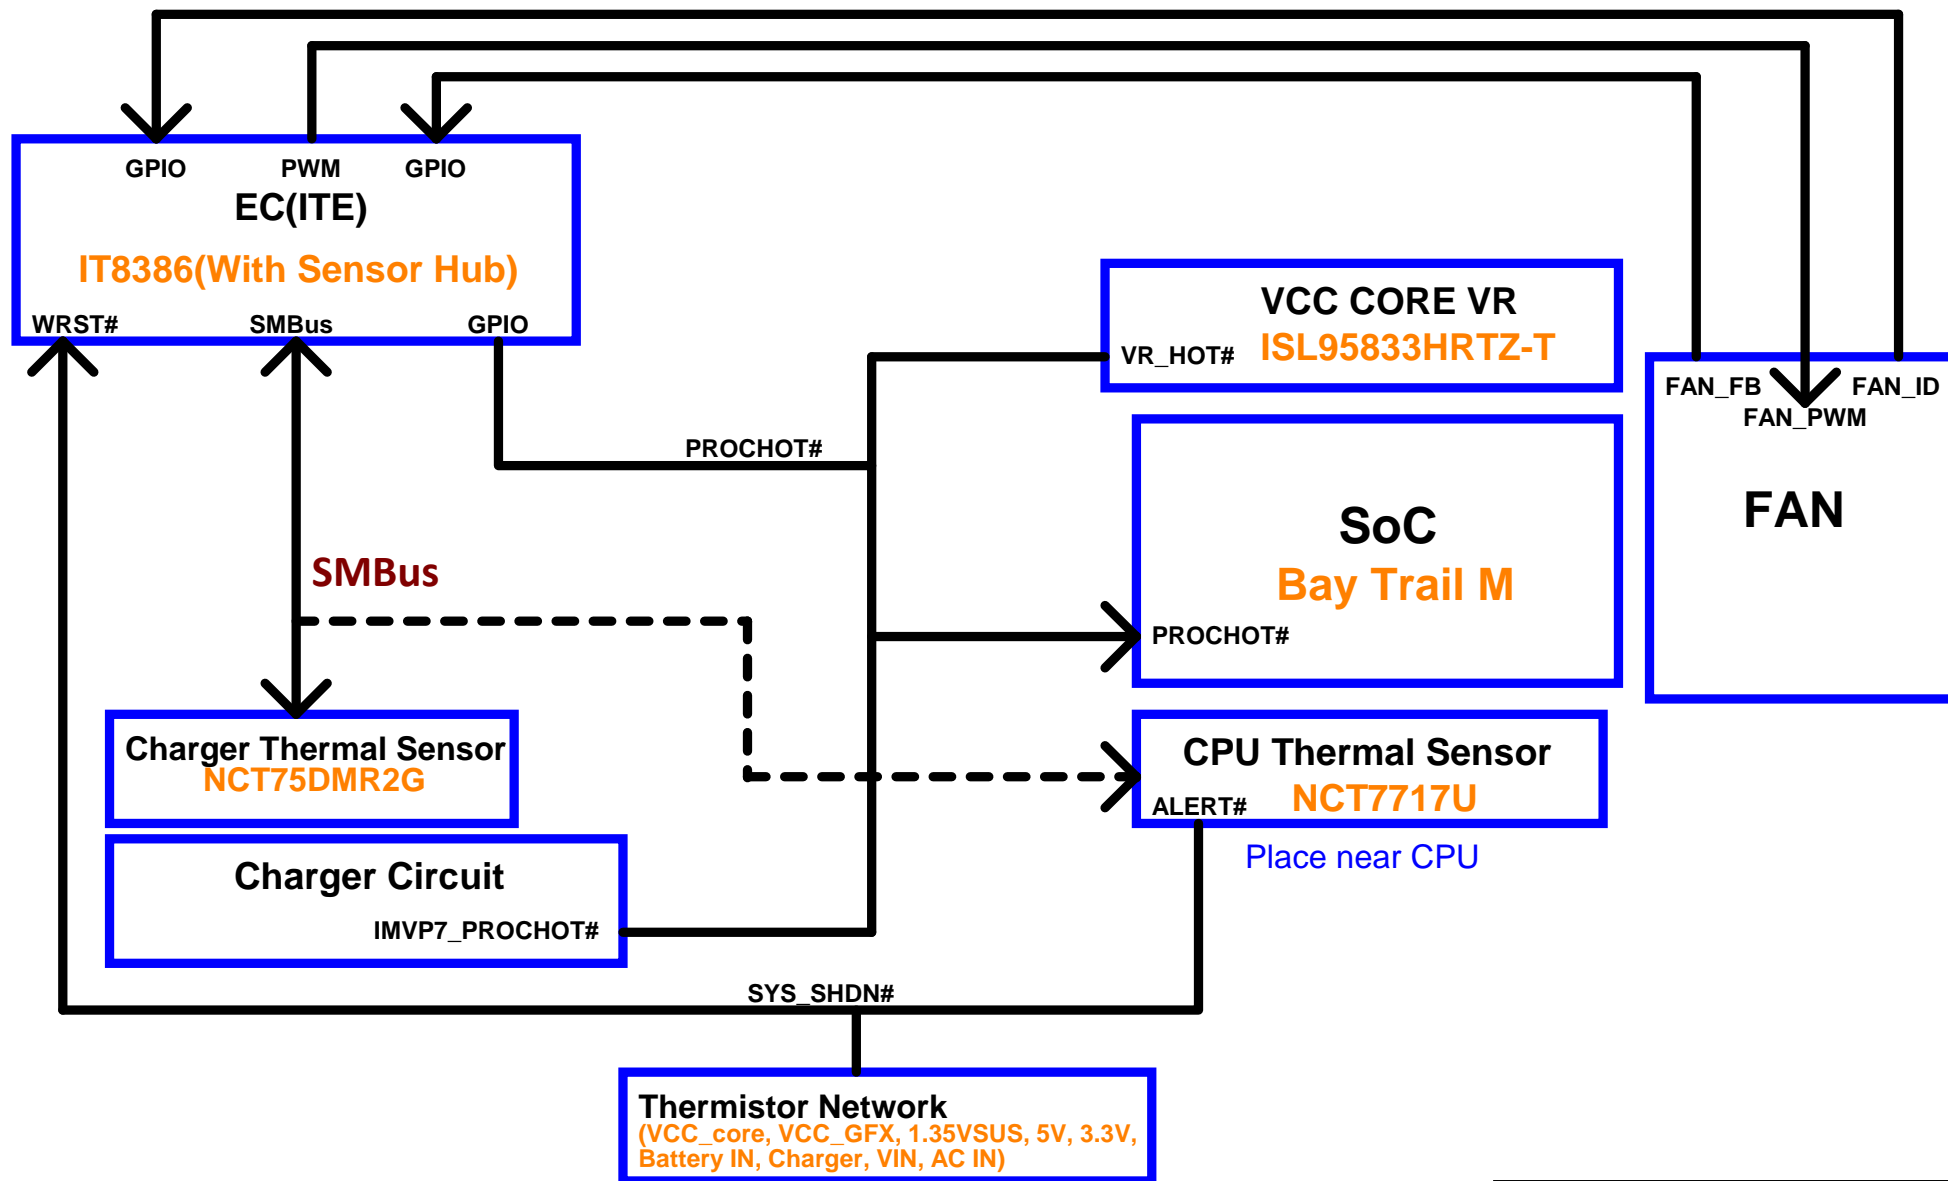 GPIO PWM GPIO
EC(ITE)
IT8386(With Sensor Hub)
WRST# SMBus GPIO
VCC CORE VR
ISL95833HRTZ-T
VR_HOT#
FAN_FB FAN_ID
FAN_PWM
FAN
PROCHOT#
SoC
Bay Trail M
PROCHOT#
SMBus
Charger Thermal Sensor
NCT75DMR2G
CPU Thermal Sensor
NCT7717U
ALERT#
Place near CPU
Charger Circuit
IMVP7_PROCHOT#
SYS_SHDN#
Thermistor Network
(VCC_core, VCC_GFX, 1.35VSUS, 5V, 3.3V,
Battery IN, Charger, VIN, AC IN)